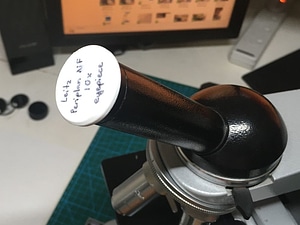 Leitz
Periplan NF
10x
eyepiece